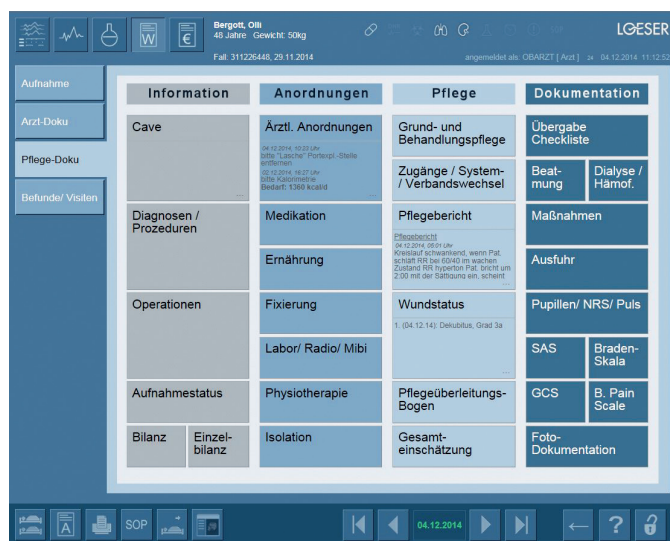 Bergott, Olli
48 Jahre Gewicht: 50kg
Fall: 311226448, 29.11.2014
LOESER
angemeldet als: OBARZT [ Arzt ] 04.12.2014 11:12:52
W
€
Aufnahme
Arzt-Doku
Pflege-Doku
Befunde/ Visiten
Information
Cave
...
Diagnosen /
Prozeduren
Operationen
Aufnahmestatus
Bilanz
Einzel-
bilanz
Anordnungen
Ärztl. Anordnungen
04.12.2014, 10:23 Uhr
bitte "Lasche" Portexpl.-Stelle
entfernen
02.12.2014, 16:27 Uhr
bitte Kalorimetrie
Bedarf: 1360 kcal/d
...
Medikation
Ernährung
Fixierung
Labor/ Radio/ Mibi
Physiotherapie
Isolation
Pflege
Grund- und
Behandlungspflege
Zugänge / System-
/ Verbandswechsel
Pflegebericht
Pflegebericht
04.12.2014, 06:01 Uhr
Kreislauf schwankend, wenn Pat.
schläft RR bei 60/40 im wachen
Zustand RR hyperton Pat. bricht um
2:00 mit der Sättigung ein, scheint
...
Wundstatus
1. (04.12.14): Dekubitus, Grad 3a
...
Pflegeüberleitungs-
Bogen
Gesamt-
einschätzung
Dokumentation
Übergabe
Checkliste
Beat-
mung
Dialyse /
Hämof.
Maßnahmen
Ausfuhr
Pupillen/ NRS/ Puls
SAS
Braden-
Skala
GCS
B. Pain
Scale
Foto-
Dokumentation
A
SOP
04.12.2014
?